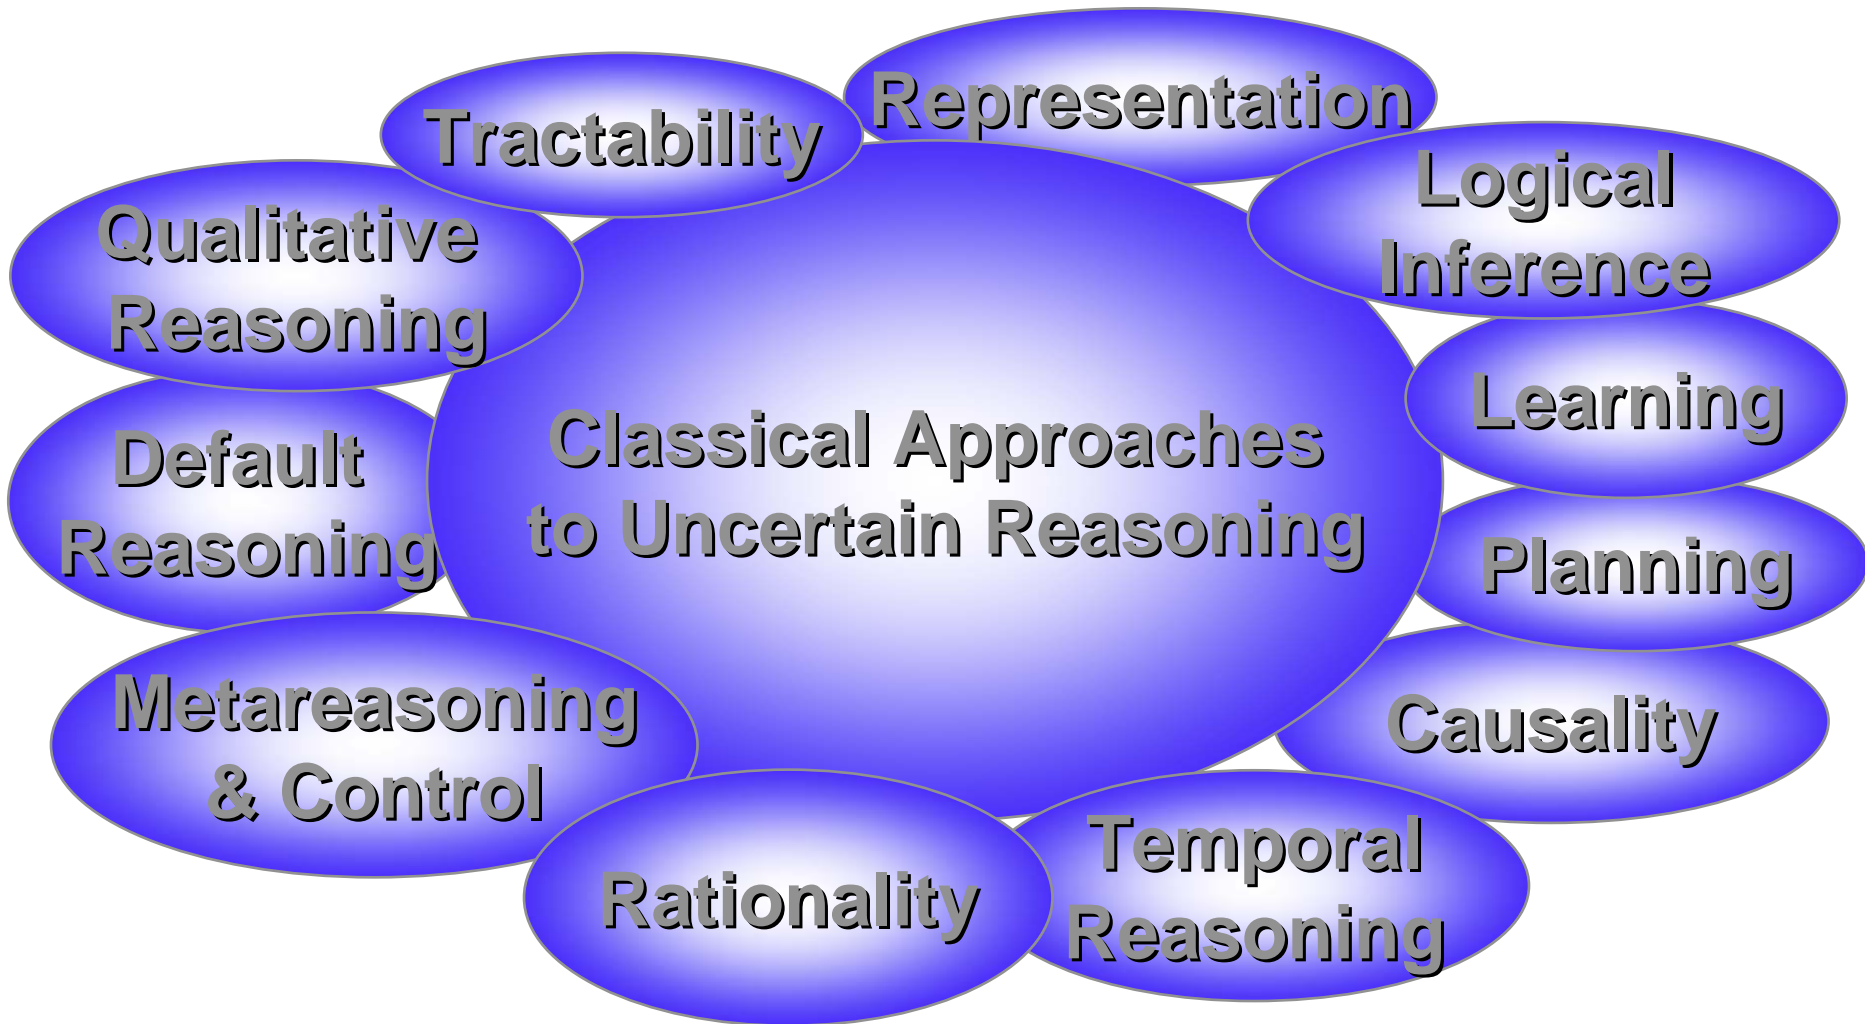 Representation
Tractability
Logical
Inference
Qualitative
Reasoning
Learning
Classical Approaches
to Uncertain Reasoning
Default
Reasoning
Planning
Metareasoning
& Control
Causality
Temporal
Reasoning
Rationality